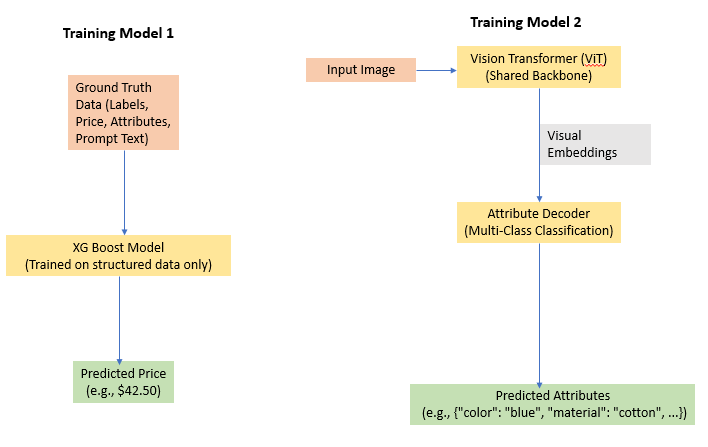 Training Model 1
Ground Truth
Data (Labels,
Price, Attributes,
Prompt Text)
XG Boost Model
(Trained on structured data only)
Predicted Price
(e.g., $42.50)
Training Model 2
Input Image
Vision Transformer (ViT)
(Shared Backbone)
Visual
Embeddings
Attribute Decoder
(Multi-Class Classification)
Predicted Attributes
(e.g., {"color": "blue", "material": "cotton", ...})